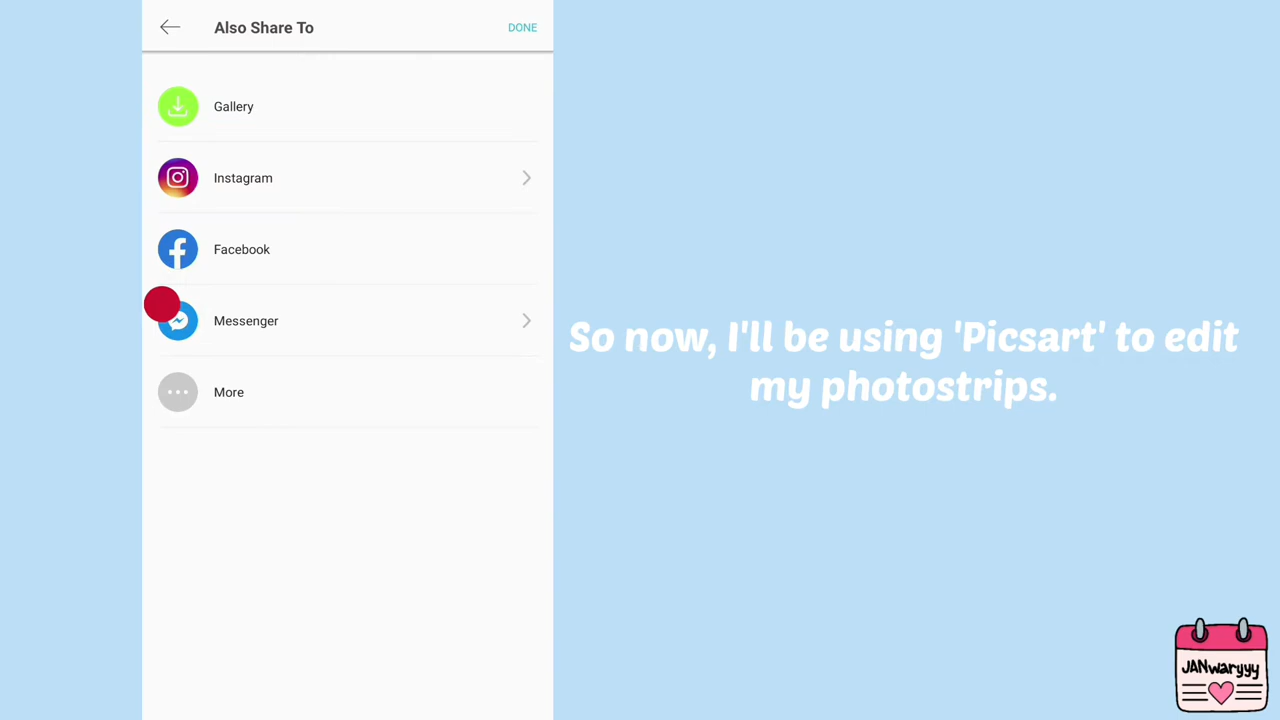 Also Share To
DONE
Gallery
Instagram
Facebook
Messenger
More
So now, I'll be using 'Picsart' to edit
my photostrips.
JANwaryyy